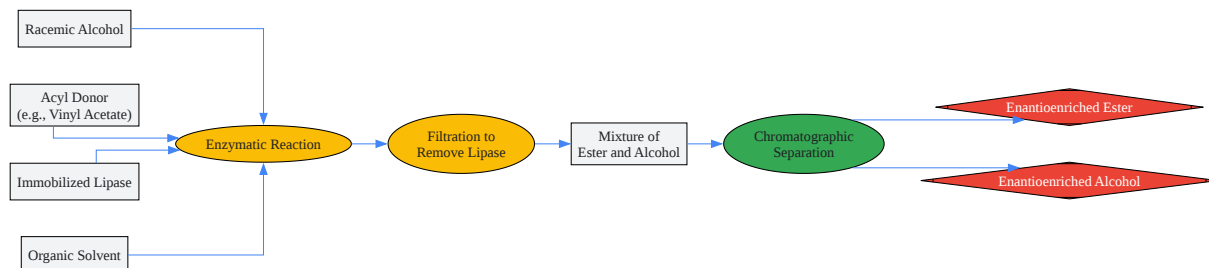 Racemic Alcohol
Acyl Donor
(e.g., Vinyl Acetate)
Immobilized Lipase
Organic Solvent
Enzymatic Reaction
Filtration to
Remove Lipase
Mixture of
Ester and Alcohol
Chromatographic
Separation
Enantioenriched Ester
Enantioenriched Alcohol